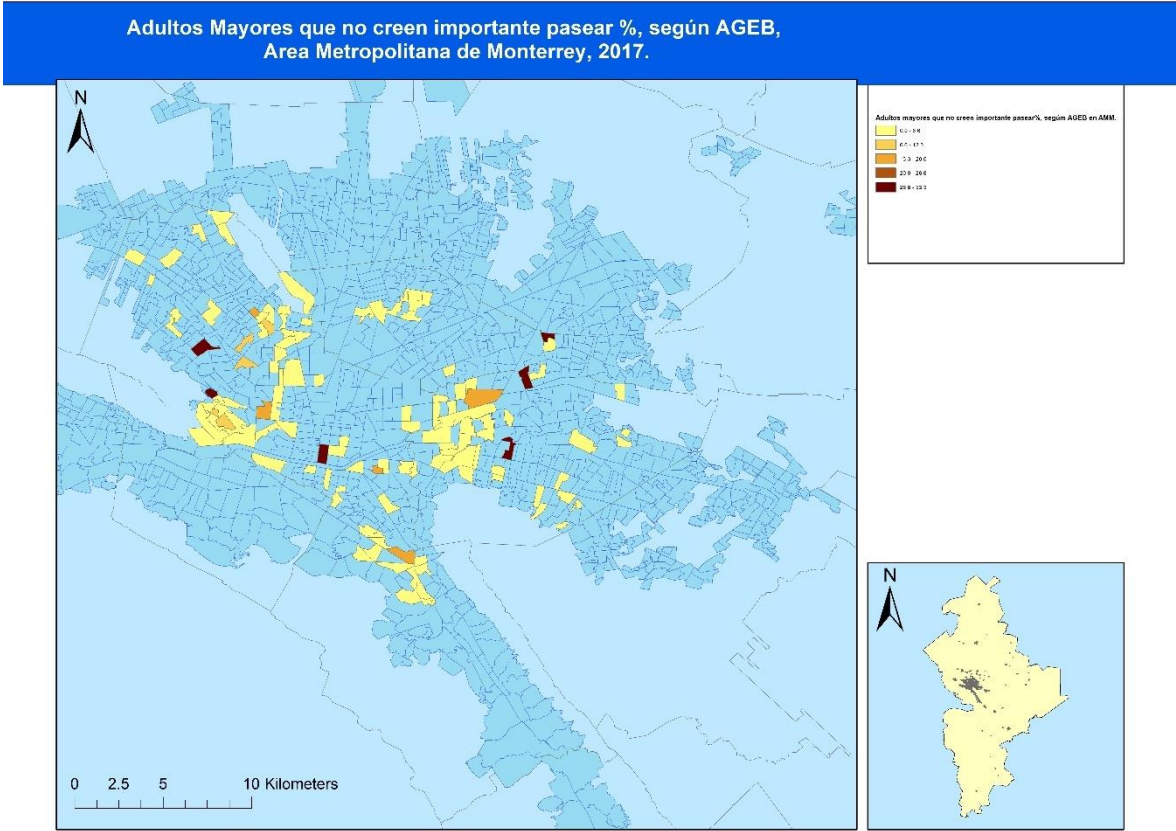 Adultos Mayores que no creen importante pasear %, según AGEB,
Area Metropolitana de Monterrey, 2017.
N
Adultos mayores que no creen importante pasear%, según AGEB en AMM.
N
0 2.5 5 10 Kilometers